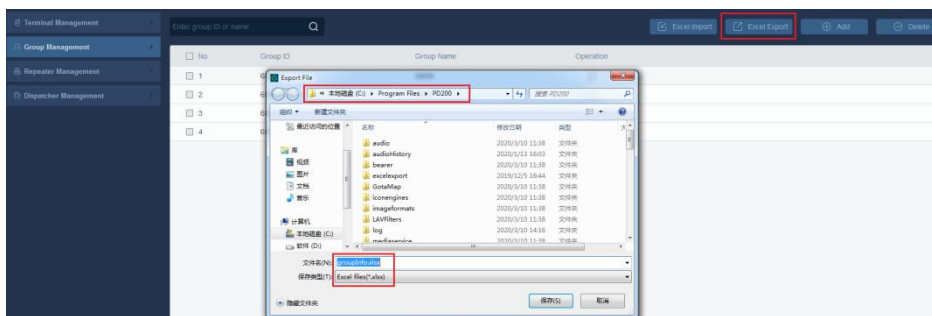 Terminal Management
Group Management
Repeater Management
Dispatcher Management
Enter group ID or name
Excel Import
Excel Export
Add
Delete
No.
Group ID
Group Name
Operation
1
2
3
4
Export File
« 本地磁盘 (C:) ▸ Program Files ▸ PD200 ▸
搜索 PD200
组织 ▾ 新建文件夹
最近访问的位置
库
视频
图片
文档
音乐
计算机
本地磁盘 (C:)
软件 (D:)
名称 修改日期 类型
audio 2020/3/10 11:38 文件夹
audioHistory 2020/1/13 16:03 文件夹
bearer 2020/3/10 11:38 文件夹
excelexport 2019/12/5 16:44 文件夹
GotaMap 2020/3/10 11:38 文件夹
iconengines 2020/3/10 11:38 文件夹
imageformats 2020/3/10 11:38 文件夹
LAVFilters 2020/3/10 11:38 文件夹
log 2020/3/10 14:16 文件夹
mediaservice 2020/3/10 11:38 文件夹
文件名(N): groupInfo.xlsx
保存类型(T): Excel files(*.xlsx)
隐藏文件夹
保存(S)
取消